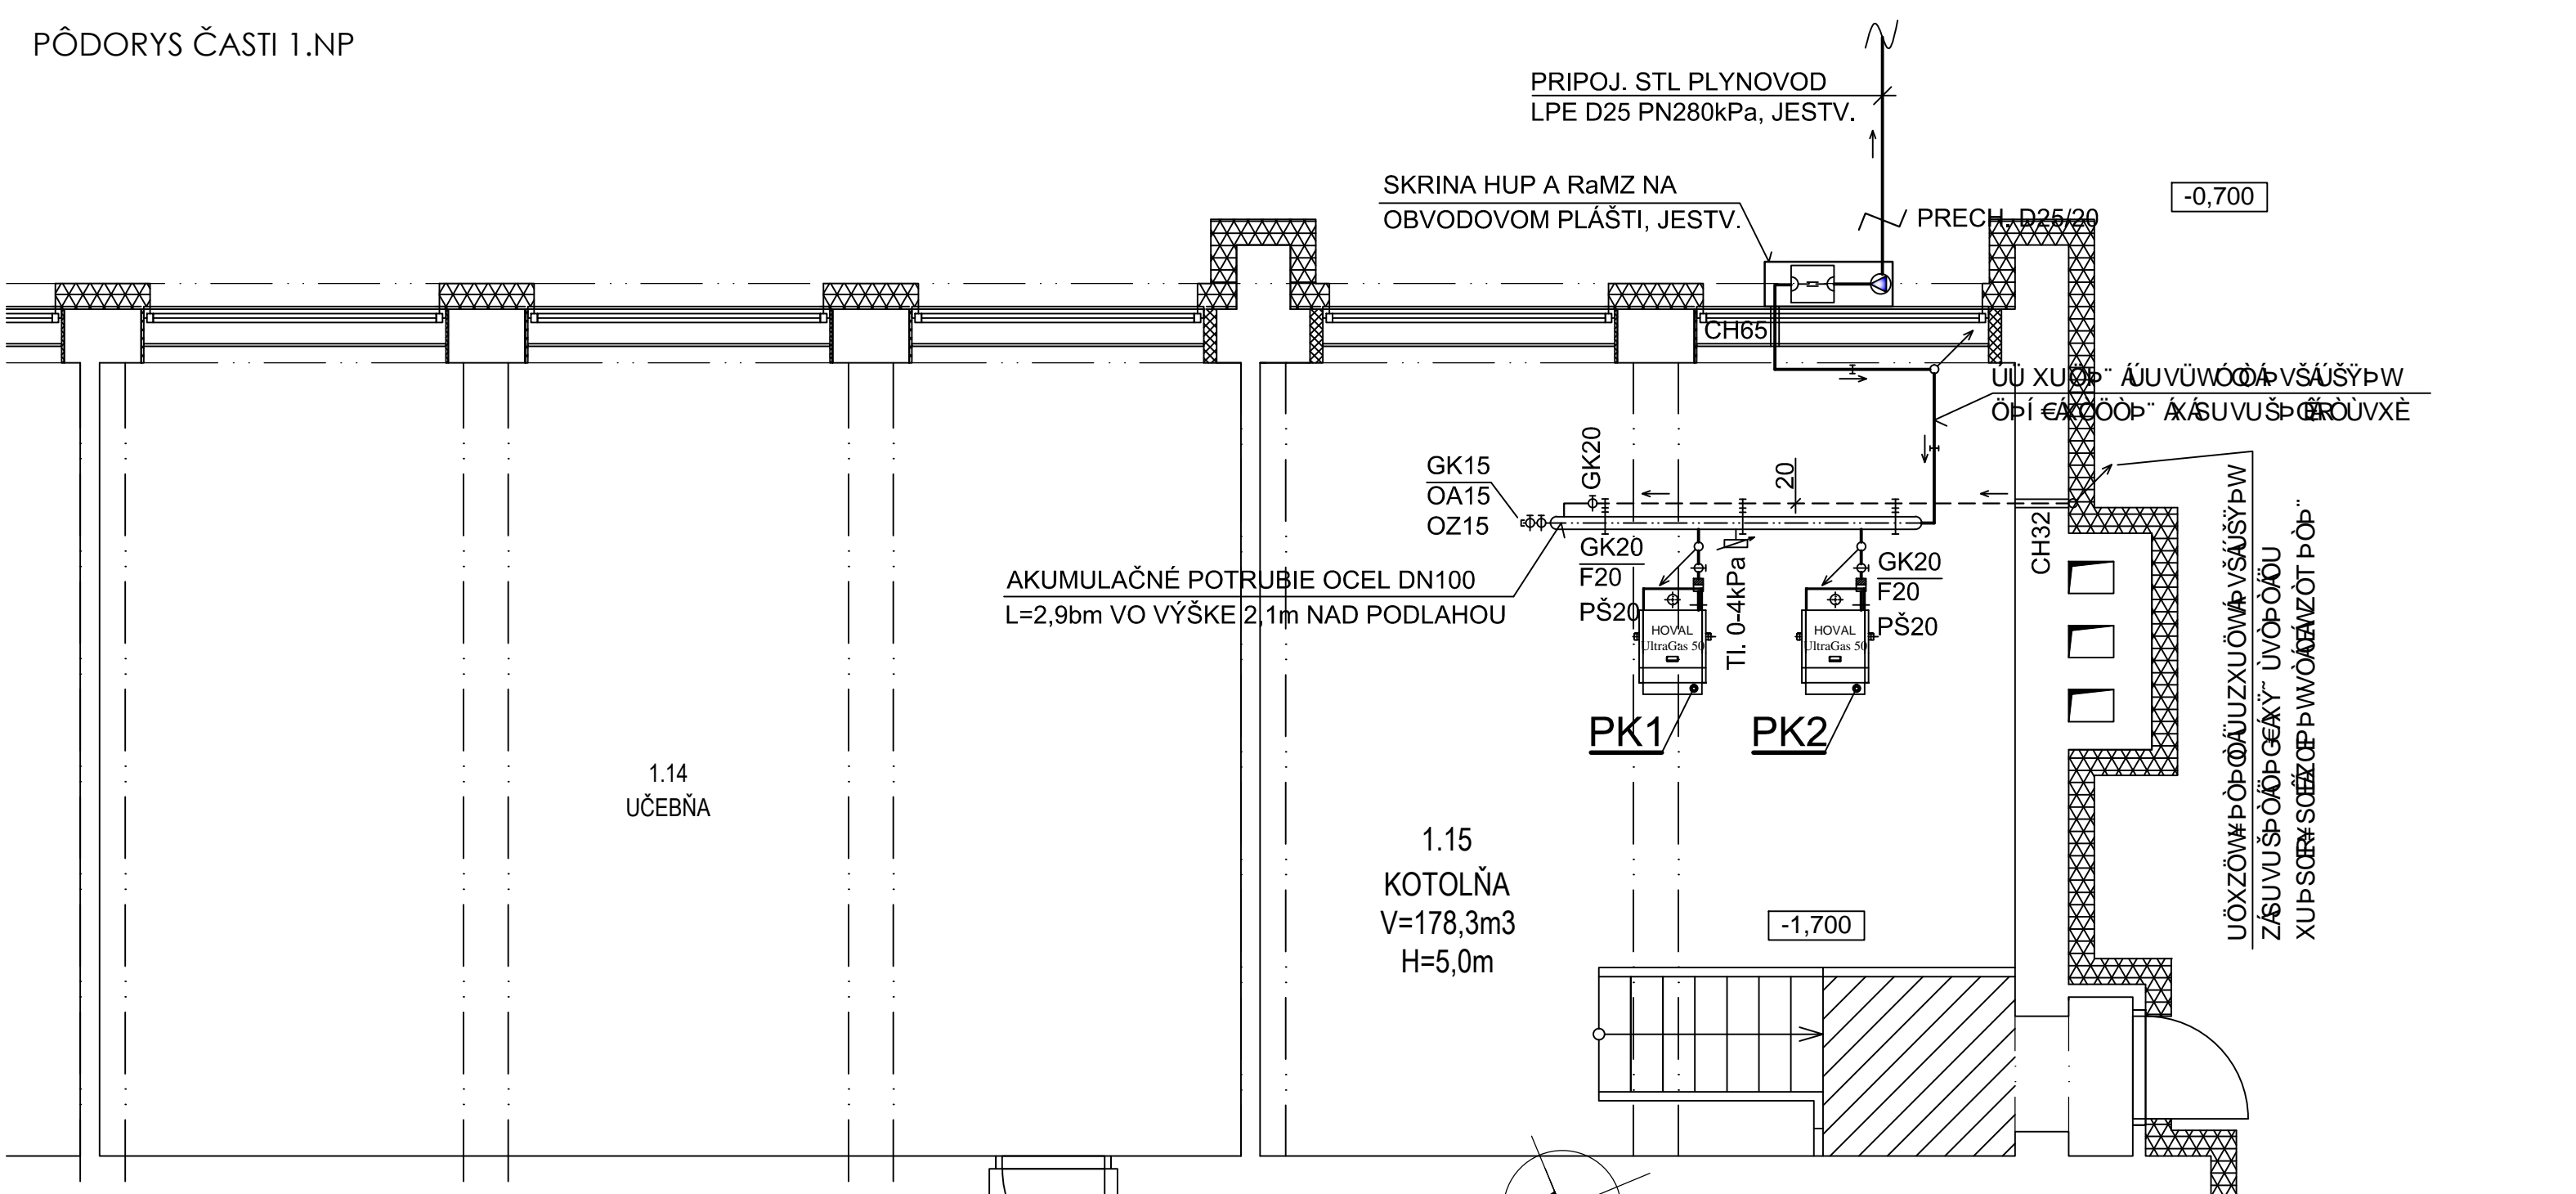 PÔDORYS ČASTI 1.NP
PRIPOJ. STL PLYNOVOD
LPE D25 PN280kPa, JESTV.
SKRINA HUP A RaMZ NA
OBVODOVOM PLÁŠTI, JESTV.
PRECH. D25/20
-0,700
CH65
GK20
20
GK15
OA15
OZ15
CH32
GK20
F20
PŠ20
Tl. 0-4kPa
GK20
F20
PŠ20
AKUMULAČNÉ POTRUBIE OCEL DN100
L=2,9bm VO VÝŠKE 2,1m NAD PODLAHOU
HOVAL
UltraGas 50
HOVAL
UltraGas 50
PK1
PK2
1.14
UČEBŇA
1.15
KOTOLŇA
V=178,3m3
H=5,0m
-1,700